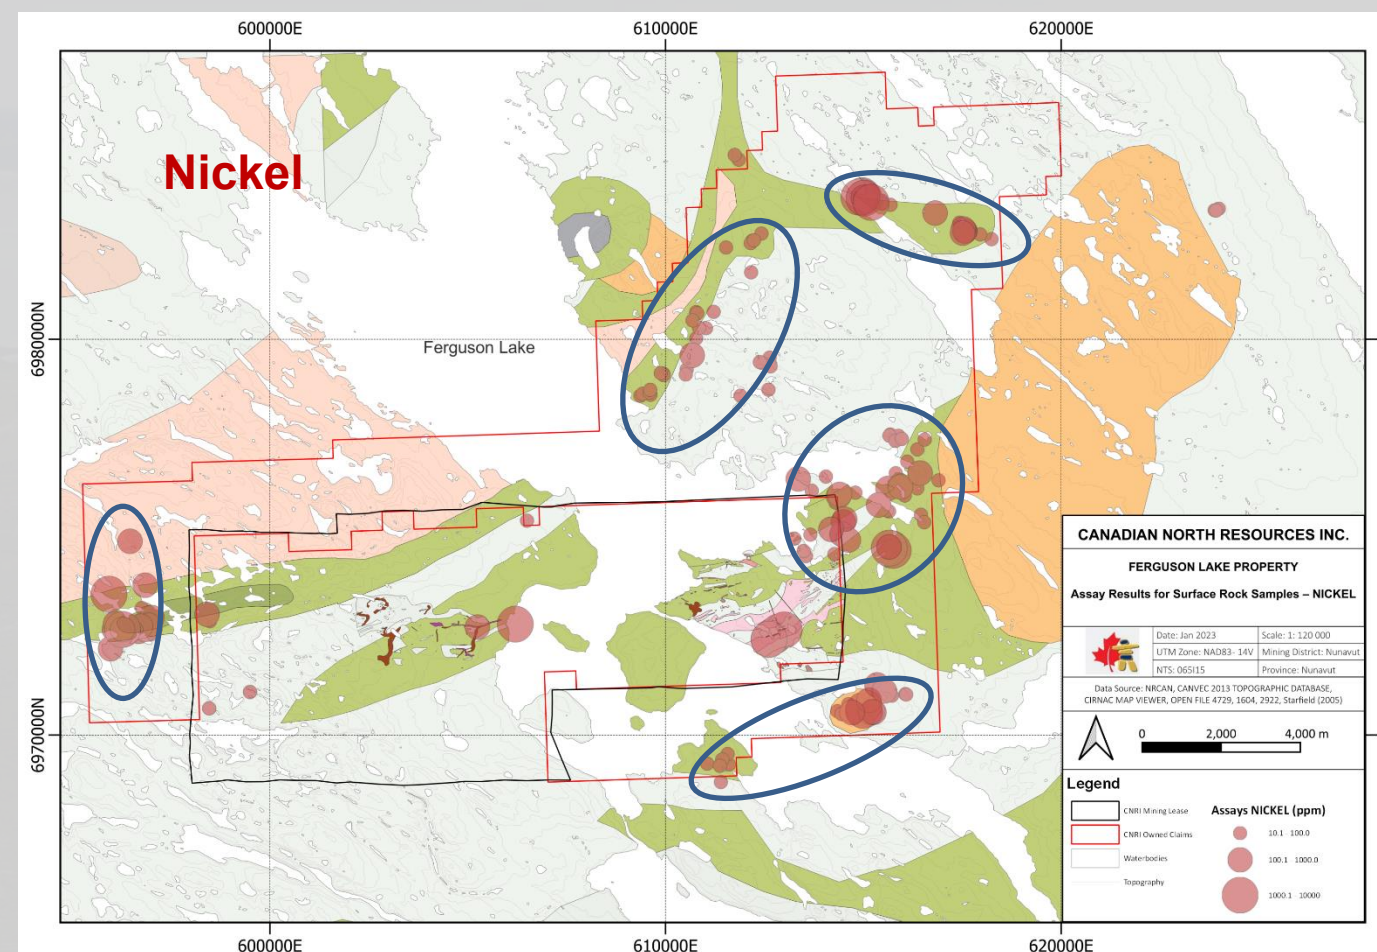 600000E 610000E 620000E
Nickel
6980000N
Ferguson Lake
6970000N
600000E 610000E 620000E
CANADIAN NORTH RESOURCES INC.
FERGUSON LAKE PROPERTY
Assay Results for Surface Rock Samples – NICKEL
Date: Jan 2023 Scale: 1: 120 000
UTM Zone: NAD83- 14V Mining District: Nunavut
NTS: 065I15 Province: Nunavut
Data Source: NRCAN, CANVEC 2013 TOPOGRAPHIC DATABASE,
CIRNAC MAP VIEWER, OPEN FILE 4729, 1604, 2922, Starfield (2005)
0 2,000 4,000 m
Legend
CNRI Mining Lease
CNRI Owned Claims
Waterbodies
Topography
Assays NICKEL (ppm)
10.1 - 100.0
100.1 - 1000.0
1000.1 - 10000